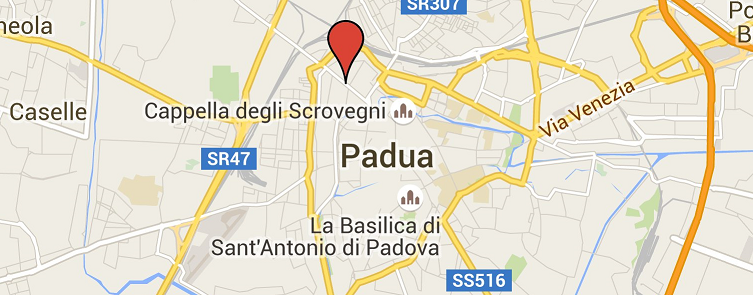 SR307
neola
Po
B
Caselle
Cappella degli Scrovegni
Via Venezia
SR47
Padua
La Basilica di
Sant'Antonio di Padova
SS516